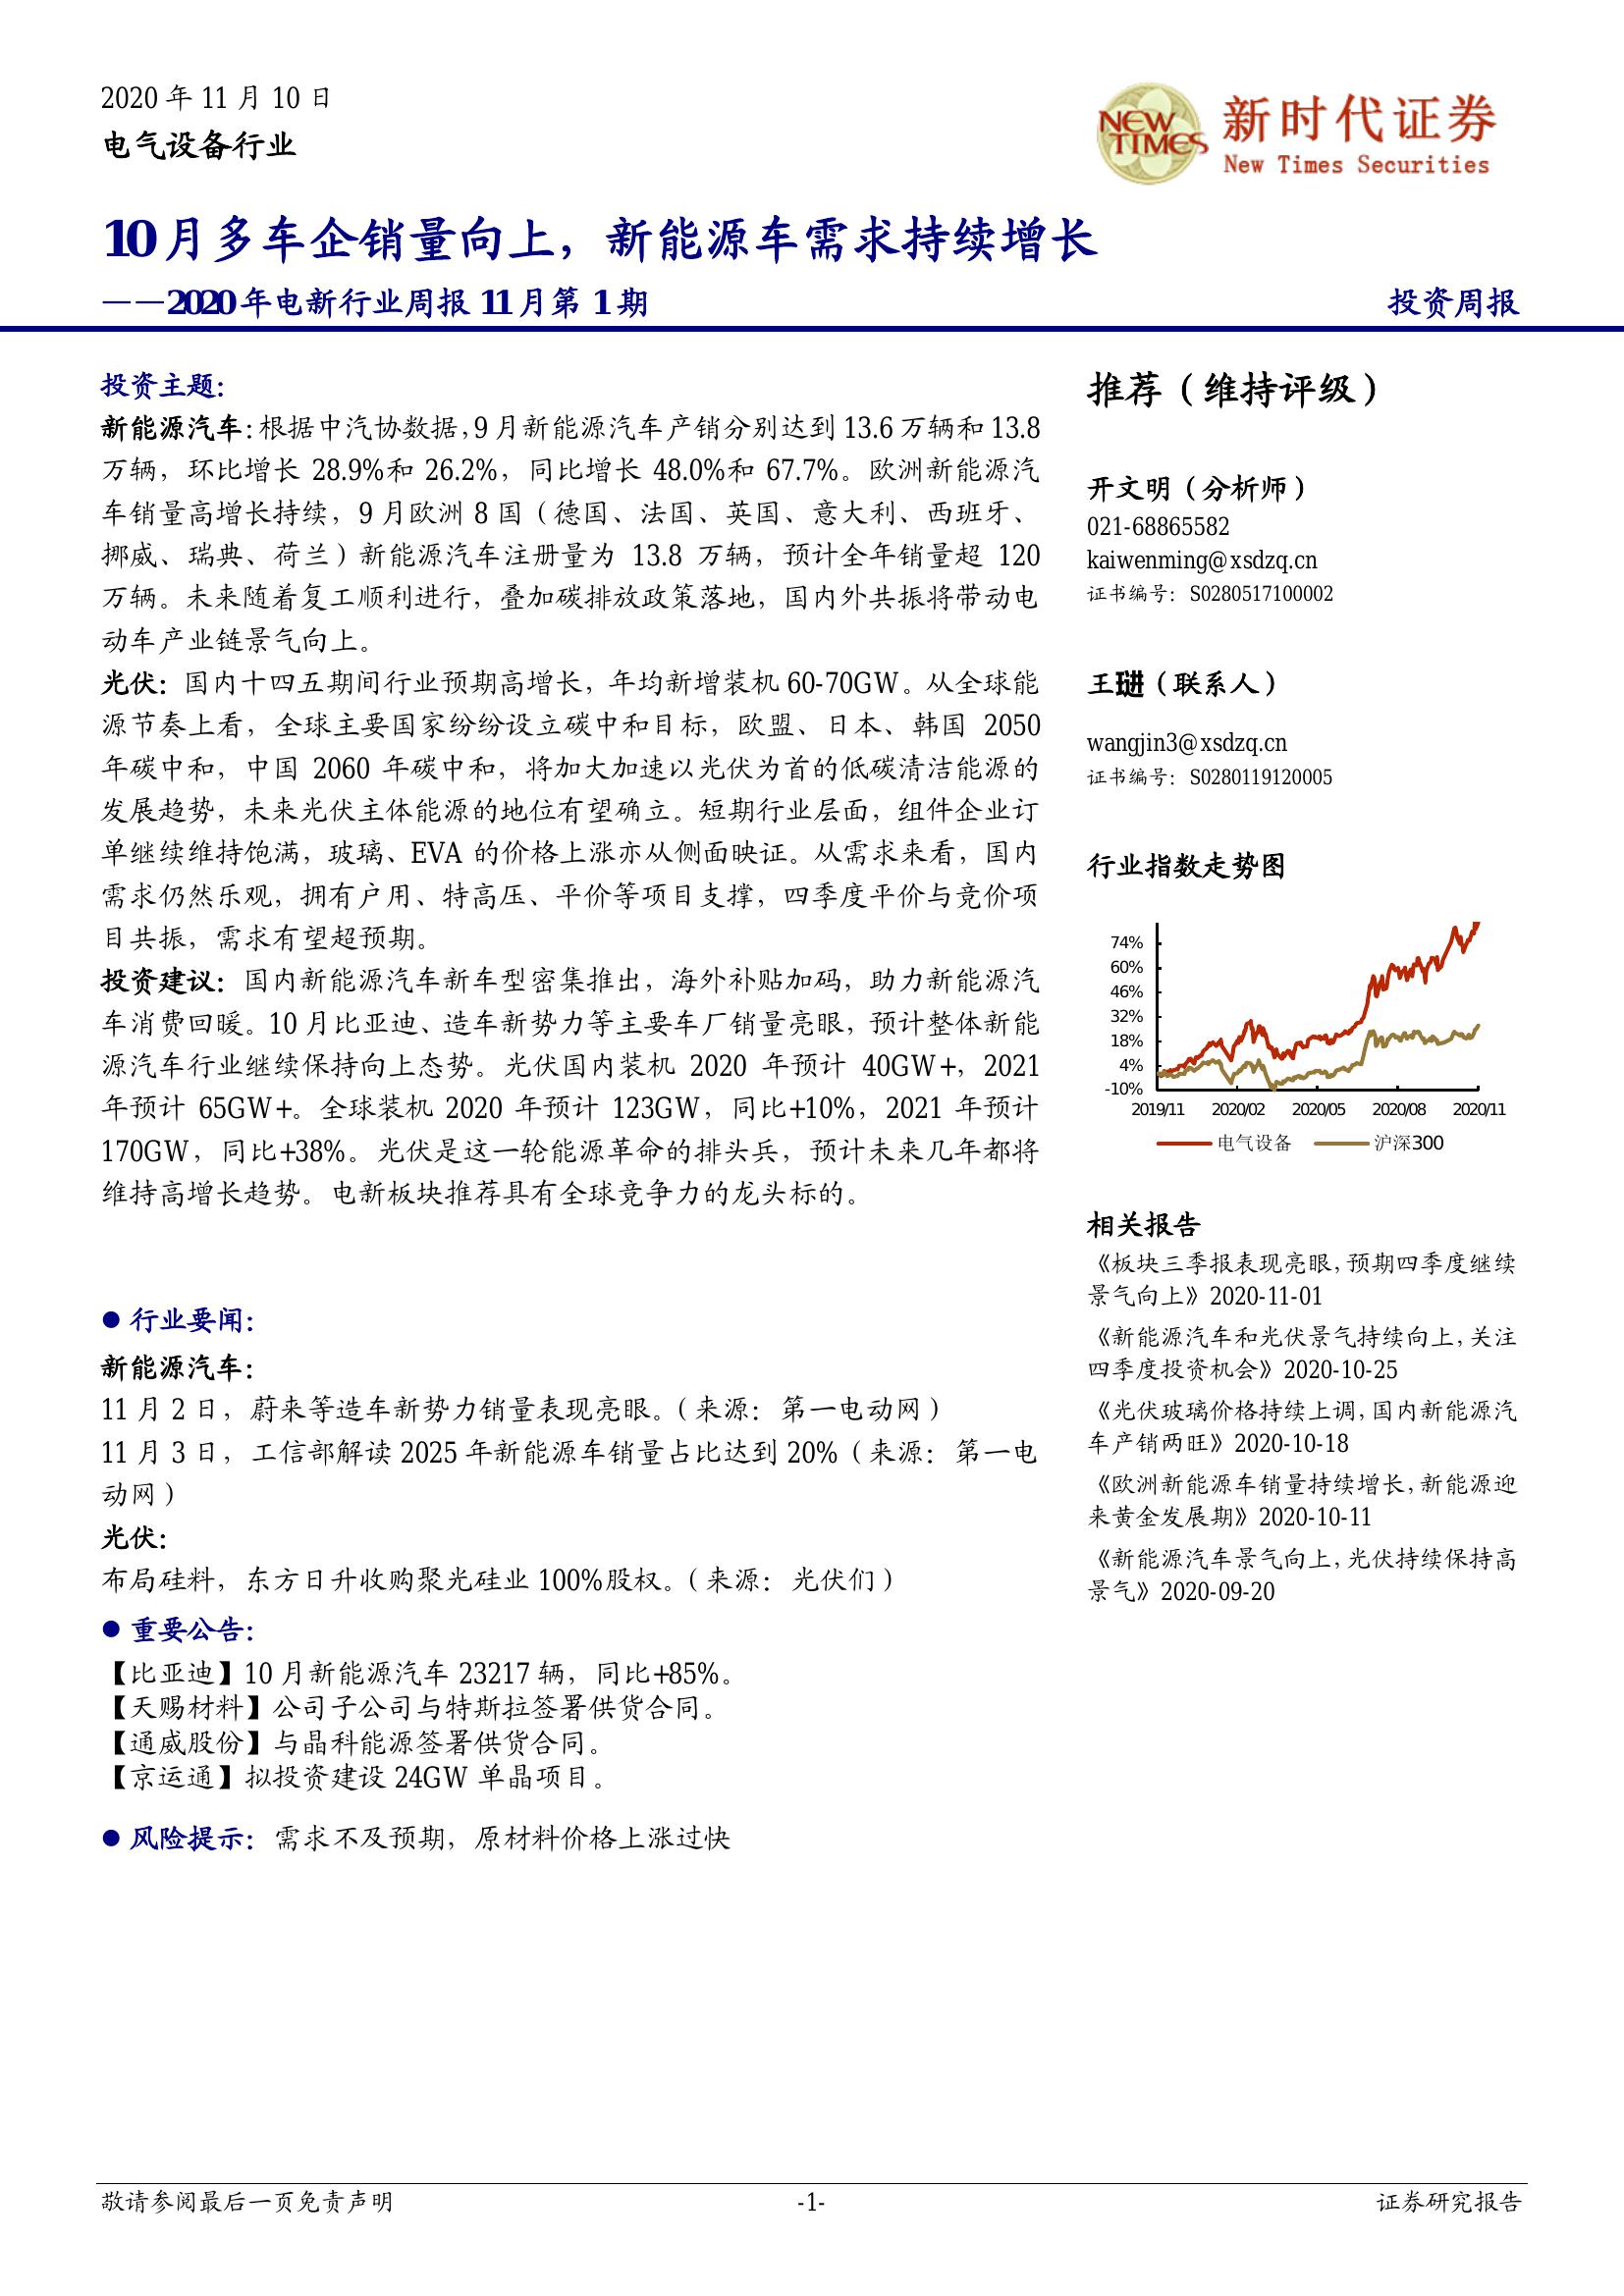 2020 年 11 月 10 日
电气设备行业
NEW TIMES
新时代证券
New Times Securities
10月多车企销量向上，新能源车需求持续增长
——2020年电新行业周报 11月第 1期
投资周报
投资主题：
新能源汽车：根据中汽协数据，9 月新能源汽车产销分别达到 13.6 万辆和 13.8
万辆，环比增长 28.9%和 26.2%，同比增长 48.0%和 67.7%。欧洲新能源汽
车销量高增长持续，9 月欧洲 8 国（德国、法国、英国、意大利、西班牙、
挪威、瑞典、荷兰）新能源汽车注册量为 13.8 万辆，预计全年销量超 120
万辆。未来随着复工顺利进行，叠加碳排放政策落地，国内外共振将带动电
动车产业链景气向上。
光伏：国内十四五期间行业预期高增长，年均新增装机 60-70GW。从全球能
源节奏上看，全球主要国家纷纷设立碳中和目标，欧盟、日本、韩国 2050
年碳中和，中国 2060 年碳中和，将加大加速以光伏为首的低碳清洁能源的
发展趋势，未来光伏主体能源的地位有望确立。短期行业层面，组件企业订
单继续维持饱满，玻璃、EVA 的价格上涨亦从侧面映证。从需求来看，国内
需求仍然乐观，拥有户用、特高压、平价等项目支撑，四季度平价与竞价项
目共振，需求有望超预期。
投资建议：国内新能源汽车新车型密集推出，海外补贴加码，助力新能源汽
车消费回暖。10 月比亚迪、造车新势力等主要车厂销量亮眼，预计整体新能
源汽车行业继续保持向上态势。光伏国内装机 2020 年预计 40GW+，2021
年预计 65GW+。全球装机 2020 年预计 123GW，同比+10%，2021 年预计
170GW，同比+38%。光伏是这一轮能源革命的排头兵，预计未来几年都将
维持高增长趋势。电新板块推荐具有全球竞争力的龙头标的。
● 行业要闻：
新能源汽车：
11 月 2 日，蔚来等造车新势力销量表现亮眼。（来源：第一电动网）
11 月 3 日，工信部解读 2025 年新能源车销量占比达到 20%（来源：第一电
动网）
光伏：
布局硅料，东方日升收购聚光硅业 100%股权。（来源：光伏们）
● 重要公告：
【比亚迪】10 月新能源汽车 23217 辆，同比+85%。
【天赐材料】公司子公司与特斯拉签署供货合同。
【通威股份】与晶科能源签署供货合同。
【京运通】拟投资建设 24GW 单晶项目。
● 风险提示：需求不及预期，原材料价格上涨过快
推荐（维持评级）
开文明（分析师）
021-68865582
kaiwenming@xsdzq.cn
证书编号：S0280517100002
王琎（联系人）
wangjin3@xsdzq.cn
证书编号：S0280119120005
行业指数走势图
74%
60%
46%
32%
18%
4%
-10%
2019/11 2020/02 2020/05 2020/08 2020/11
电气设备 沪深300
相关报告
《板块三季报表现亮眼，预期四季度继续
景气向上》2020-11-01
《新能源汽车和光伏景气持续向上，关注
四季度投资机会》2020-10-25
《光伏玻璃价格持续上调，国内新能源汽
车产销两旺》2020-10-18
《欧洲新能源车销量持续增长，新能源迎
来黄金发展期》2020-10-11
《新能源汽车景气向上，光伏持续保持高
景气》2020-09-20
敬请参阅最后一页免责声明
-1-
证券研究报告